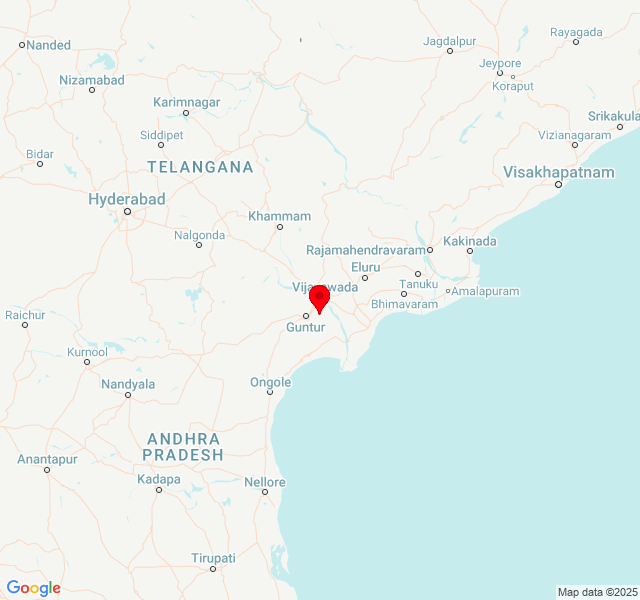 Nanded
Jagdalpur
Rayagada
Nizamabad
Jeypore
Koraput
Karimnagar
Srikakula
Siddipet
Vizianagaram
Bidar
TELANGANA
Visakhapatnam
Hyderabad
Khammam
Nalgonda
Kakinada
Rajamahendravaram
Eluru
Tanuku
Amalapuram
Bhimavaram
Raichur
Guntur
Kurnool
Nandyala
Ongole
ANDHRA
PRADESH
Anantapur
Kadapa
Nellore
Tirupati
Google
Map data ©2025